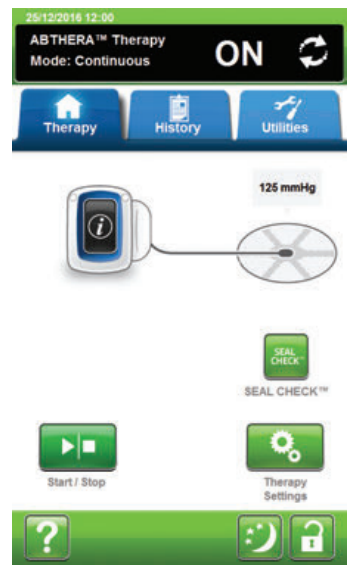 25/12/2016 12:00
ABTHERA™ Therapy
Mode: Continuous
ON
Therapy
History
Utilities
125 mmHg
i
SEAL
CHECK™
SEAL CHECK™
Start / Stop
Therapy
Settings
?